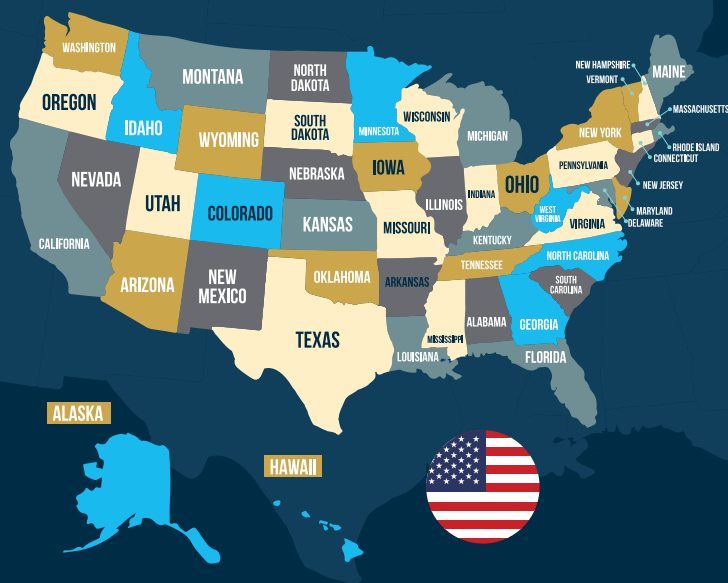 WASHINGTON
MONTANA
NORTH
DAKOTA
MINNESOTA
NEW HAMPSHIRE
VERMONT
MAINE
OREGON
IDAHO
WYOMING
SOUTH
DAKOTA
WISCONSIN
MICHIGAN
NEW YORK
MASSACHUSETTS
RHODE ISLAND
CONNECTICUT
NEVADA
UTAH
COLORADO
NEBRASKA
IOWA
ILLINOIS
INDIANA
OHIO
PENNSYLVANIA
NEW JERSEY
MARYLAND
DELAWARE
CALIFORNIA
KANSAS
MISSOURI
KENTUCKY
WEST
VIRGINIA
VIRGINIA
ARIZONA
NEW
MEXICO
OKLAHOMA
ARKANSAS
TENNESSEE
NORTH CAROLINA
SOUTH
CAROLINA
TEXAS
LOUISIANA
MISSISSIPPI
ALABAMA
GEORGIA
FLORIDA
ALASKA
HAWAII